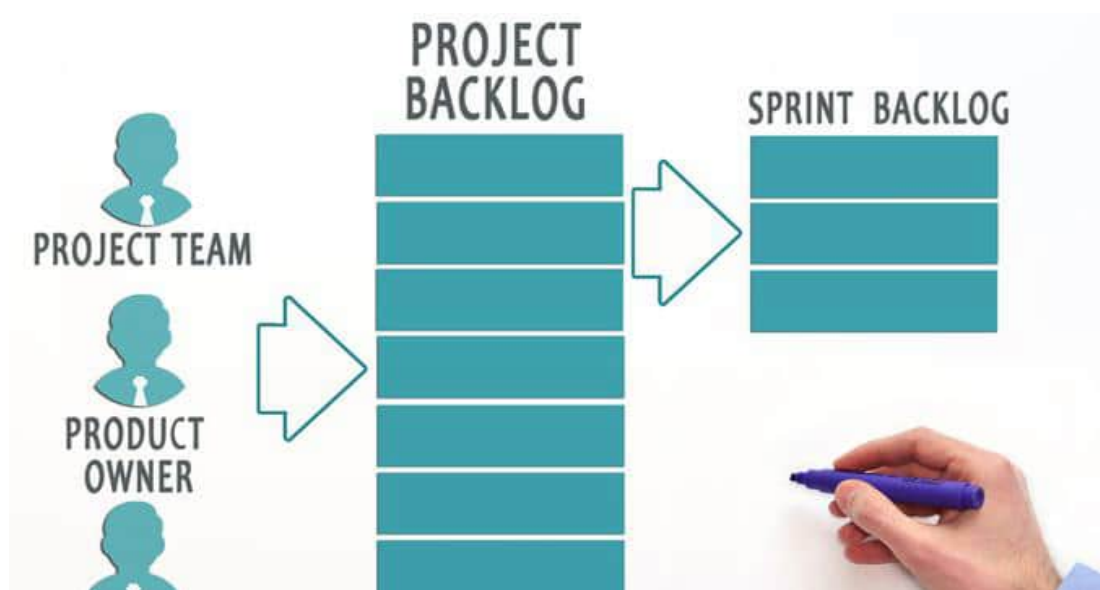 PROJECT
BACKLOG
SPRINT BACKLOG
PROJECT TEAM
PRODUCT
OWNER